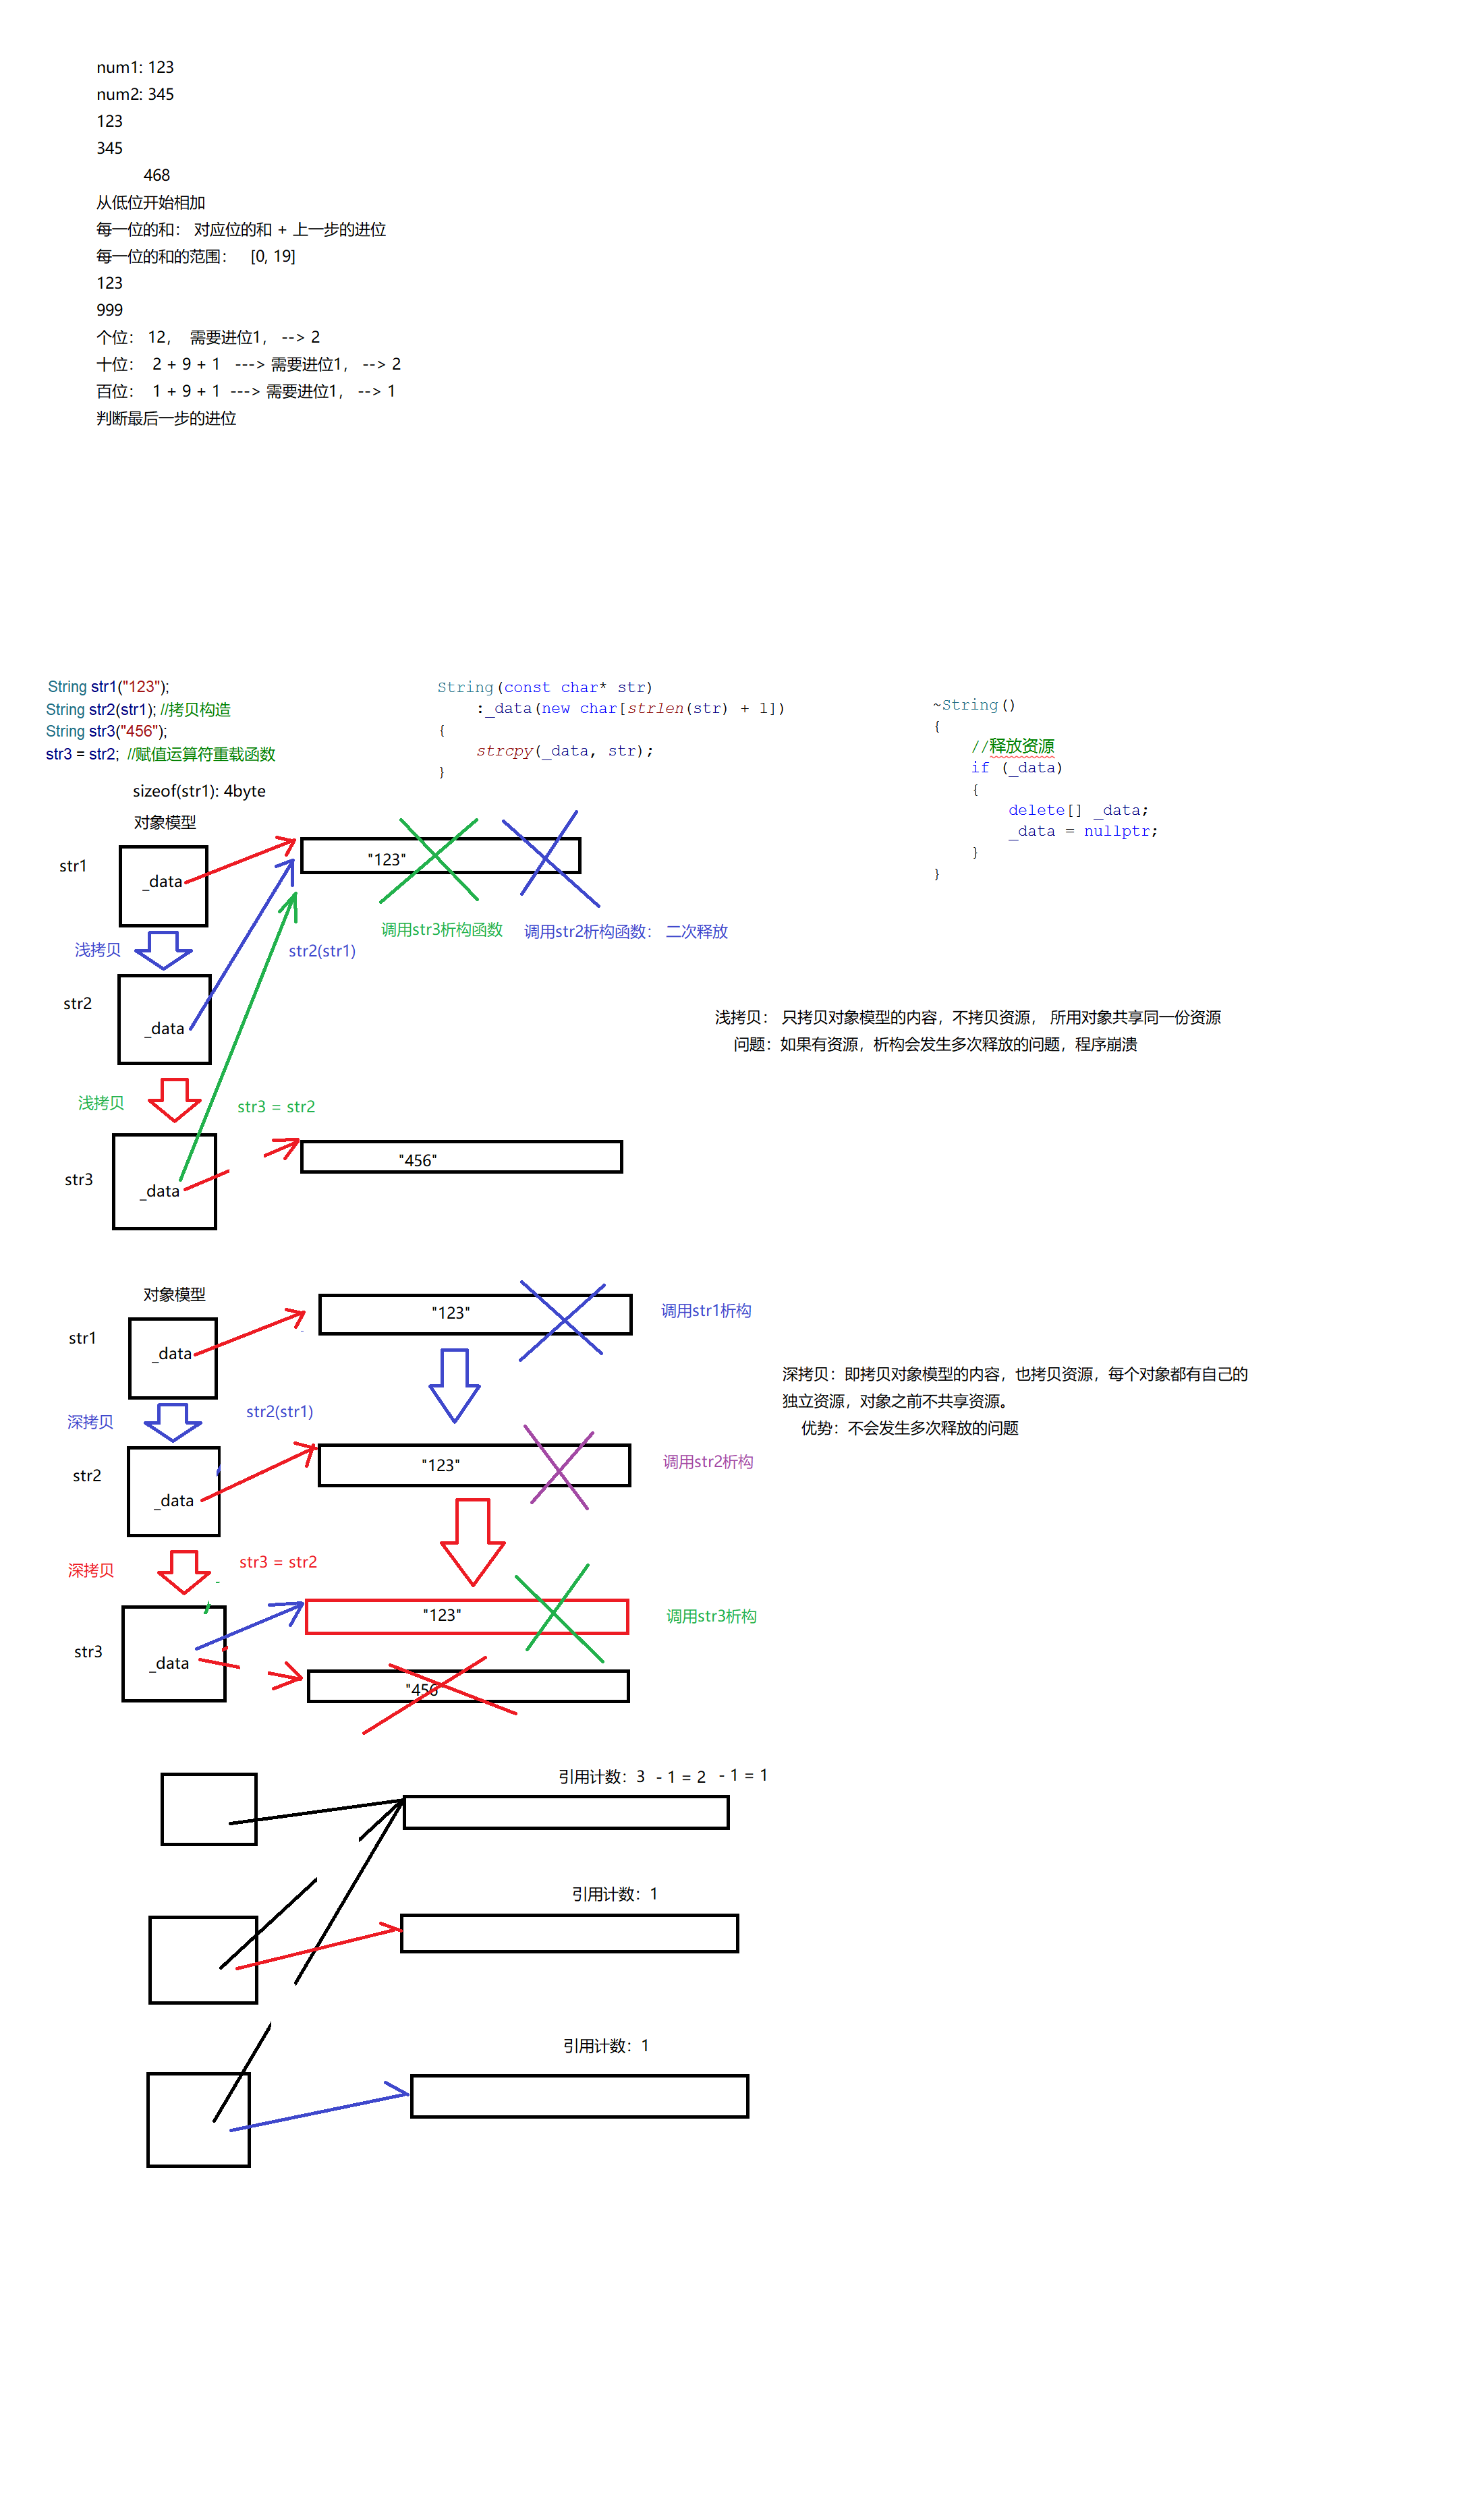 num1: 123
num2: 345
123
345
468
从低位开始相加
每一位的和： 对应位的和 + 上一步的进位
每一位的和的范围： [0, 19]
123
999
个位： 12， 需要进位1， --> 2
十位： 2 + 9 + 1 ---> 需要进位1， --> 2
百位： 1 + 9 + 1 ---> 需要进位1， --> 1
判断最后一步的进位
String str1("123");
String str2(str1); //拷贝构造
String str3("456");
str3 = str2; //赋值运算符重载函数
String(const char* str)
:_data(new char[strlen(str) + 1])
{
strcpy(_data, str);
}
~String()
{
//释放资源
if (_data)
{
delete[] _data;
_data = nullptr;
}
}
sizeof(str1): 4byte
对象模型
str1
_data
"123"
调用str3析构函数
调用str2析构函数： 二次释放
浅拷贝
str2(str1)
str2
_data
浅拷贝： 只拷贝对象模型的内容，不拷贝资源， 所用对象共享同一份资源
问题：如果有资源，析构会发生多次释放的问题，程序崩溃
浅拷贝
str3 = str2
"456"
str3
_data
对象模型
"123"
调用str1析构
str1
_data
深拷贝：即拷贝对象模型的内容，也拷贝资源，每个对象都有自己的
独立资源，对象之前不共享资源。
优势：不会发生多次释放的问题
深拷贝
str2(str1)
"123"
调用str2析构
str2
_data
深拷贝
str3 = str2
"123"
调用str3析构
str3
_data
"456
引用计数：3 - 1 = 2 - 1 = 1
引用计数：1
引用计数：1